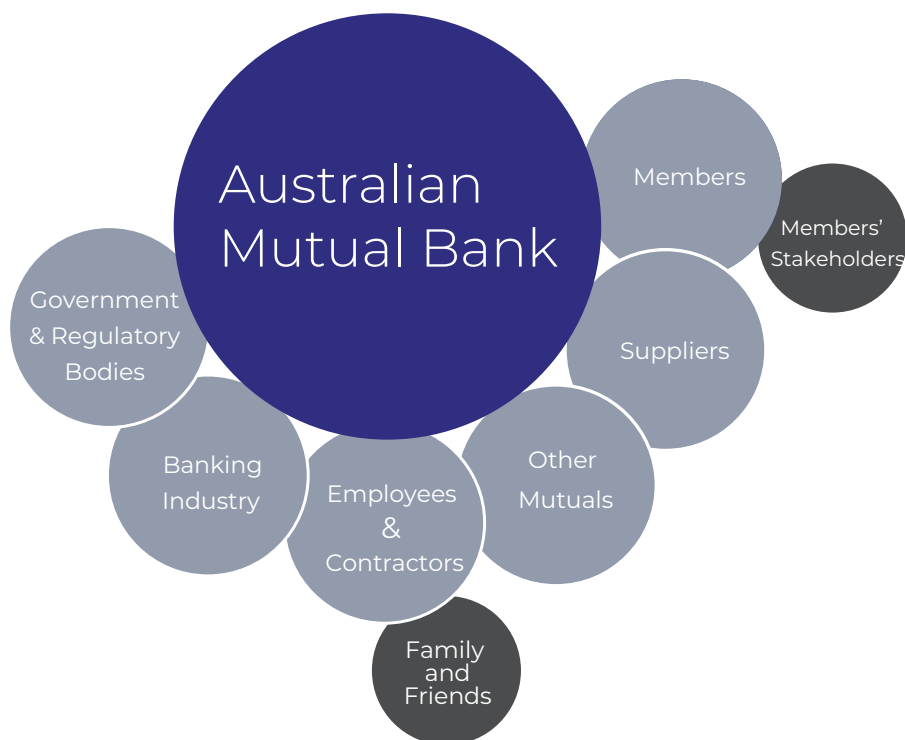 Australian
Mutual Bank
Members
Members'
Stakeholders
Government
& Regulatory
Bodies
Suppliers
Banking
Industry
Employees
&
Contractors
Other
Mutuals
Family
and
Friends